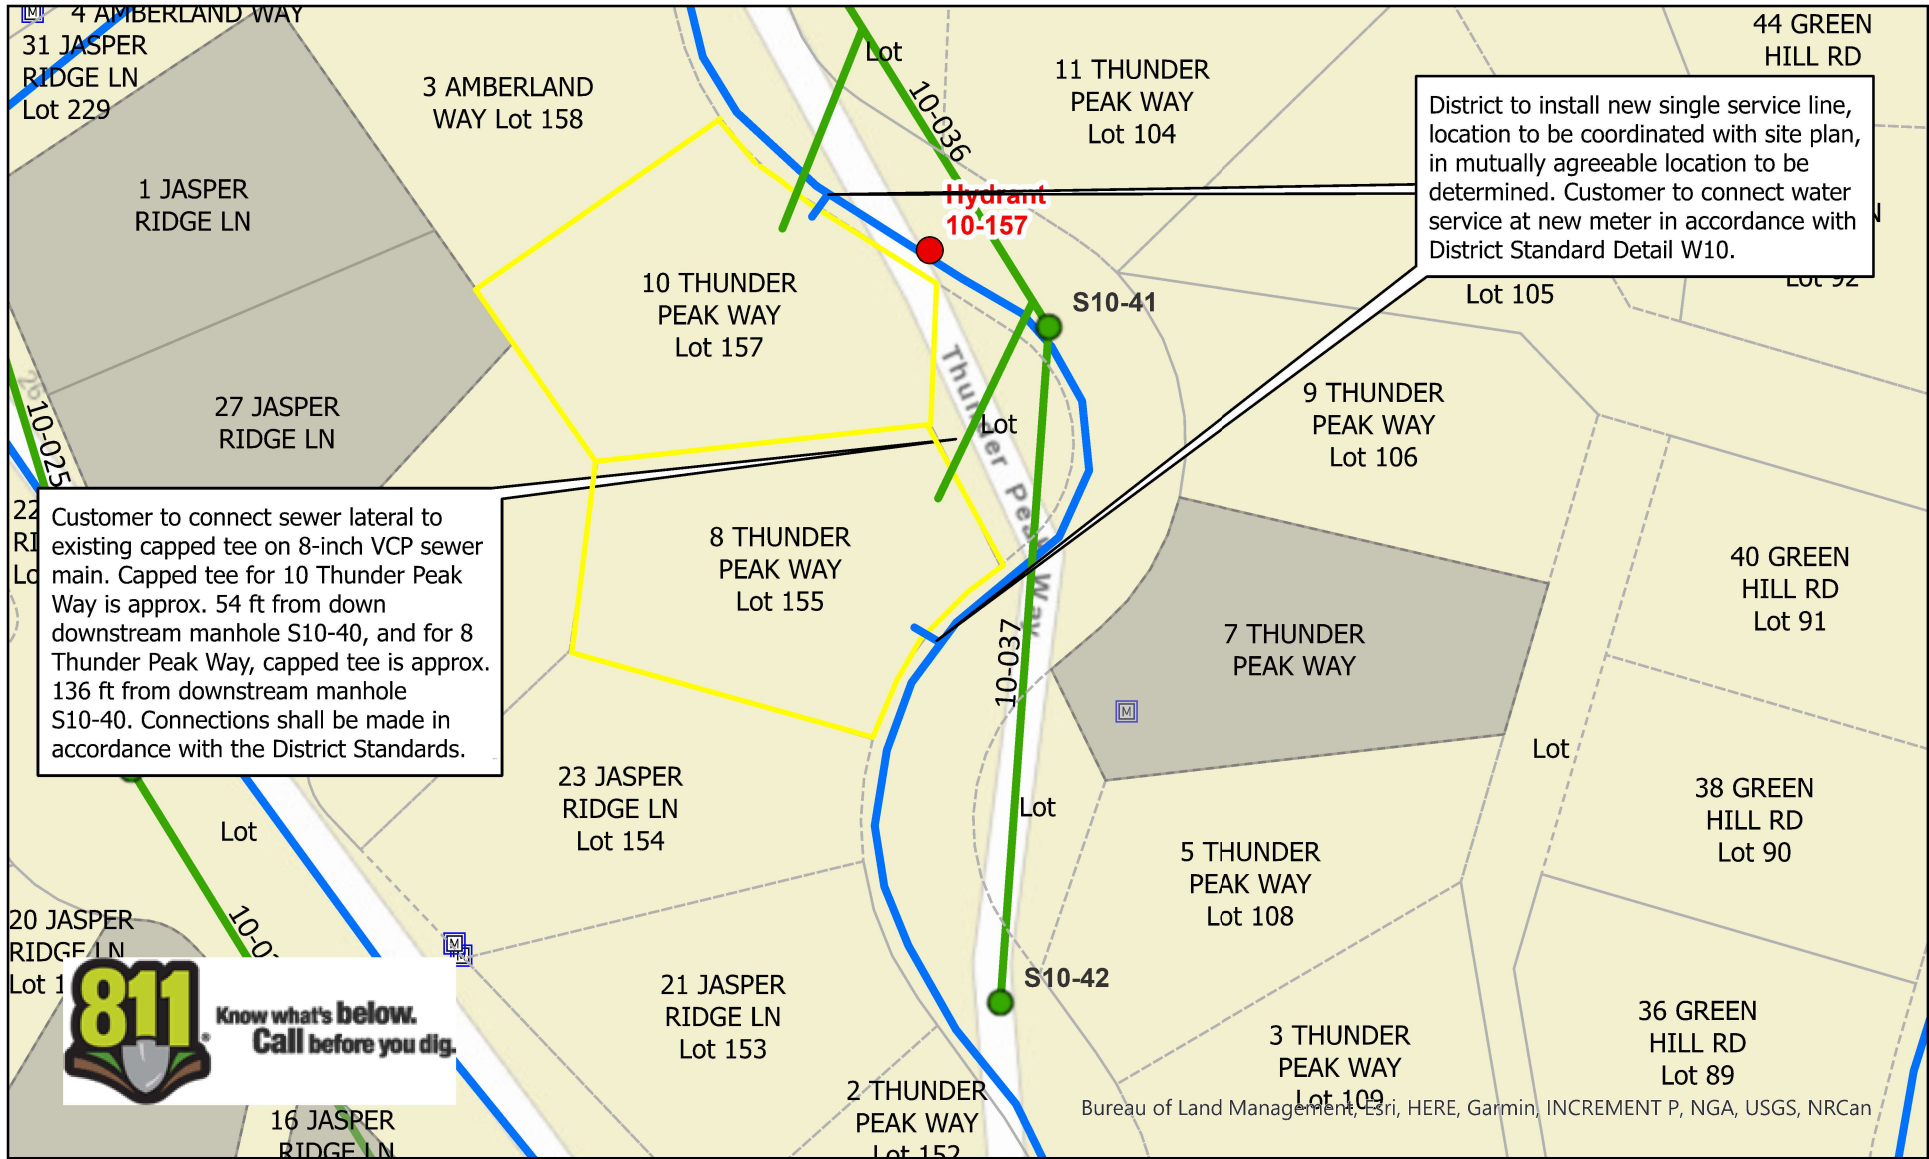 4 AMBERLAND WAY
31 JASPER
RIDGE LN
Lot 229
3 AMBERLAND
WAY Lot 158
Lot
10-036
11 THUNDER
PEAK WAY
Lot 104
44 GREEN
HILL RD
District to install new single service line,
location to be coordinated with site plan,
in mutually agreeable location to be
determined. Customer to connect water
service at new meter in accordance with
District Standard Detail W10.
Lot 92
Lot 105
1 JASPER
RIDGE LN
Hydrant
10-157
10 THUNDER
PEAK WAY
Lot 157
S10-41
Thunder Peak Way
27 JASPER
RIDGE LN
10-025
Lot
9 THUNDER
PEAK WAY
Lot 106
22
Customer to connect sewer lateral to
existing capped tee on 8-inch VCP sewer
main. Capped tee for 10 Thunder Peak
Way is approx. 54 ft from down
downstream manhole S10-40, and for 8
Thunder Peak Way, capped tee is approx.
136 ft from downstream manhole
S10-40. Connections shall be made in
accordance with the District Standards.
8 THUNDER
PEAK WAY
Lot 155
40 GREEN
HILL RD
Lot 91
7 THUNDER
PEAK WAY
M
10-037
Lot
23 JASPER
RIDGE LN
Lot 154
Lot
Lot
38 GREEN
HILL RD
Lot 90
5 THUNDER
PEAK WAY
Lot 108
20 JASPER
RIDGE LN
Lot 1
M
S10-42
811
Know what's below.
Call before you dig.
21 JASPER
RIDGE LN
Lot 153
36 GREEN
HILL RD
Lot 89
3 THUNDER
PEAK WAY
Lot 109
2 THUNDER
PEAK WAY
Lot 152
16 JASPER
RIDGE LN
Bureau of Land Management, Esri, HERE, Garmin, INCREMENT P, NGA, USGS, NRCan